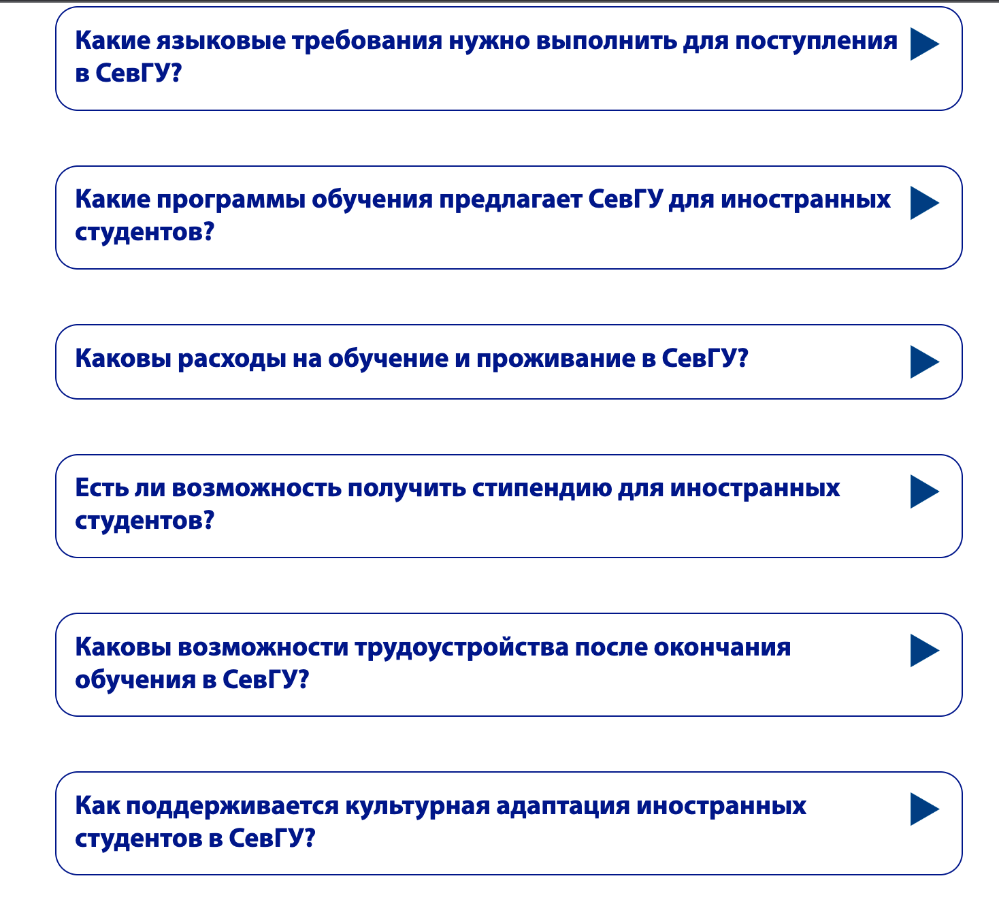 Какие языковые требования нужно выполнить для поступления
в СевГУ?
Какие программы обучения предлагает СевГУ для иностранных
студентов?
Каковы расходы на обучение и проживание в СевГУ?
Есть ли возможность получить стипендию для иностранных
студентов?
Каковы возможности трудоустройства после окончания
обучения в СевГУ?
Как поддерживается культурная адаптация иностранных
студентов в СевГУ?